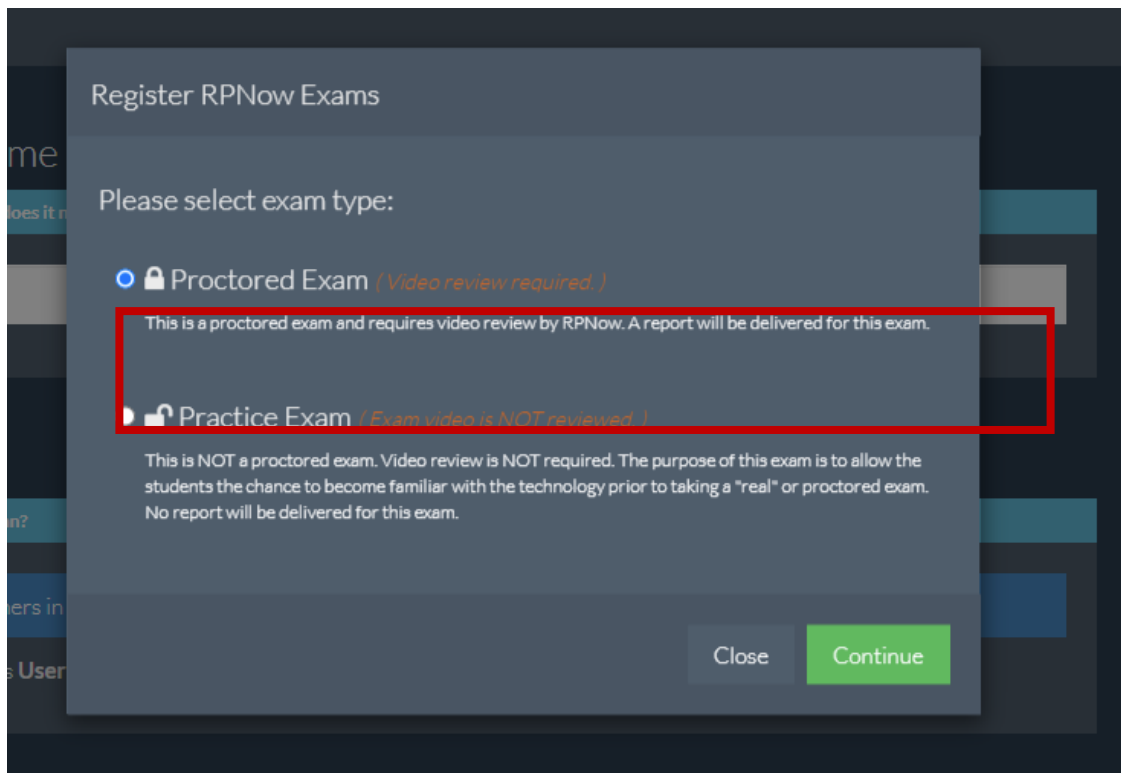 Register RPNow Exams
me
does it
Please select exam type:
Proctored Exam ( Video review required. )
This is a proctored exam and requires video review by RPNow. A report will be delivered for this exam.
Practice Exam ( Exam video is NOT reviewed. )
This is NOT a proctored exam. Video review is NOT required. The purpose of this exam is to allow the
students the chance to become familiar with the technology prior to taking a "real" or proctored exam.
No report will be delivered for this exam.
in
User
Close Continue